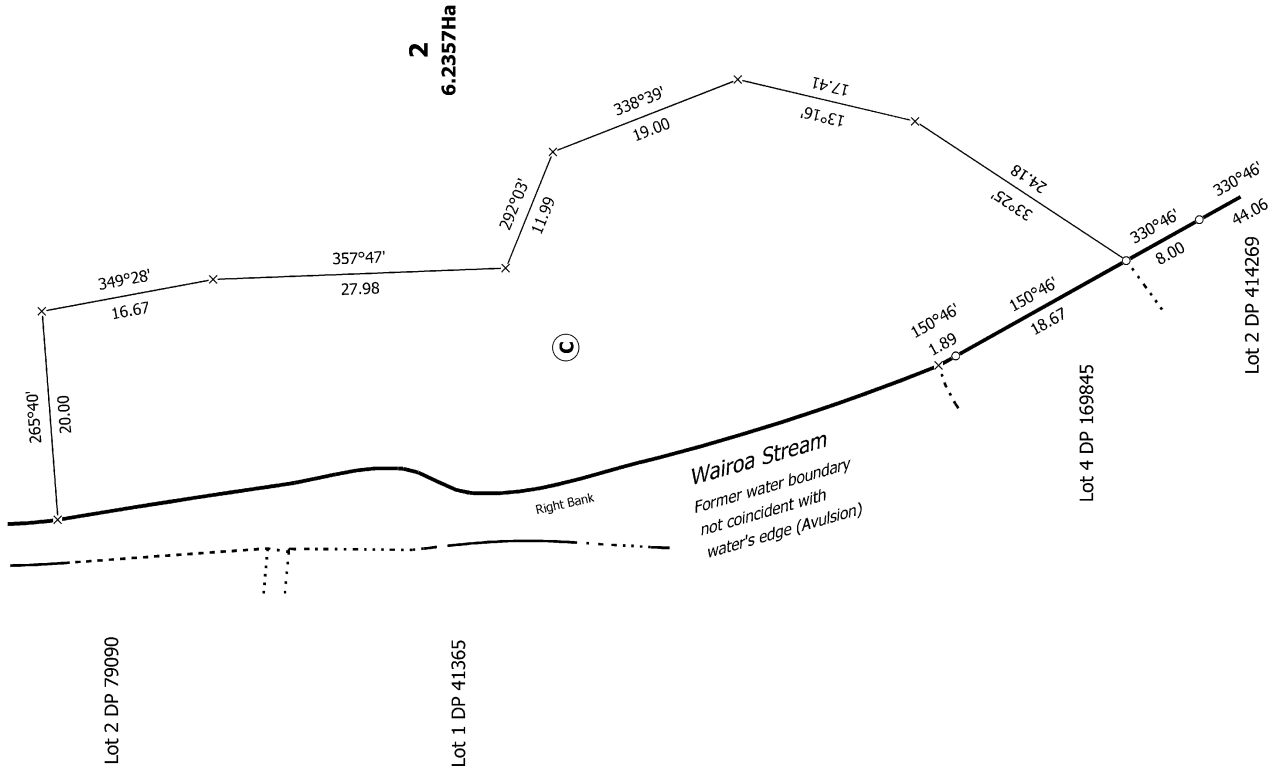 2
6.2357Ha
338°39'
19.00
17.41
13°16'
24.18
33°25'
292°03'
11.99
330°46'
44.06
330°46'
8.00
349°28'
16.67
357°47'
27.98
150°46'
18.67
150°46'
1.89
C
265°40'
20.00
Lot 2 DP 414269
Lot 4 DP 169845
Wairoa Stream
Former water boundary
not coincident with
water's edge (Avulsion)
Right Bank
Lot 2 DP 79090
Lot 1 DP 41365